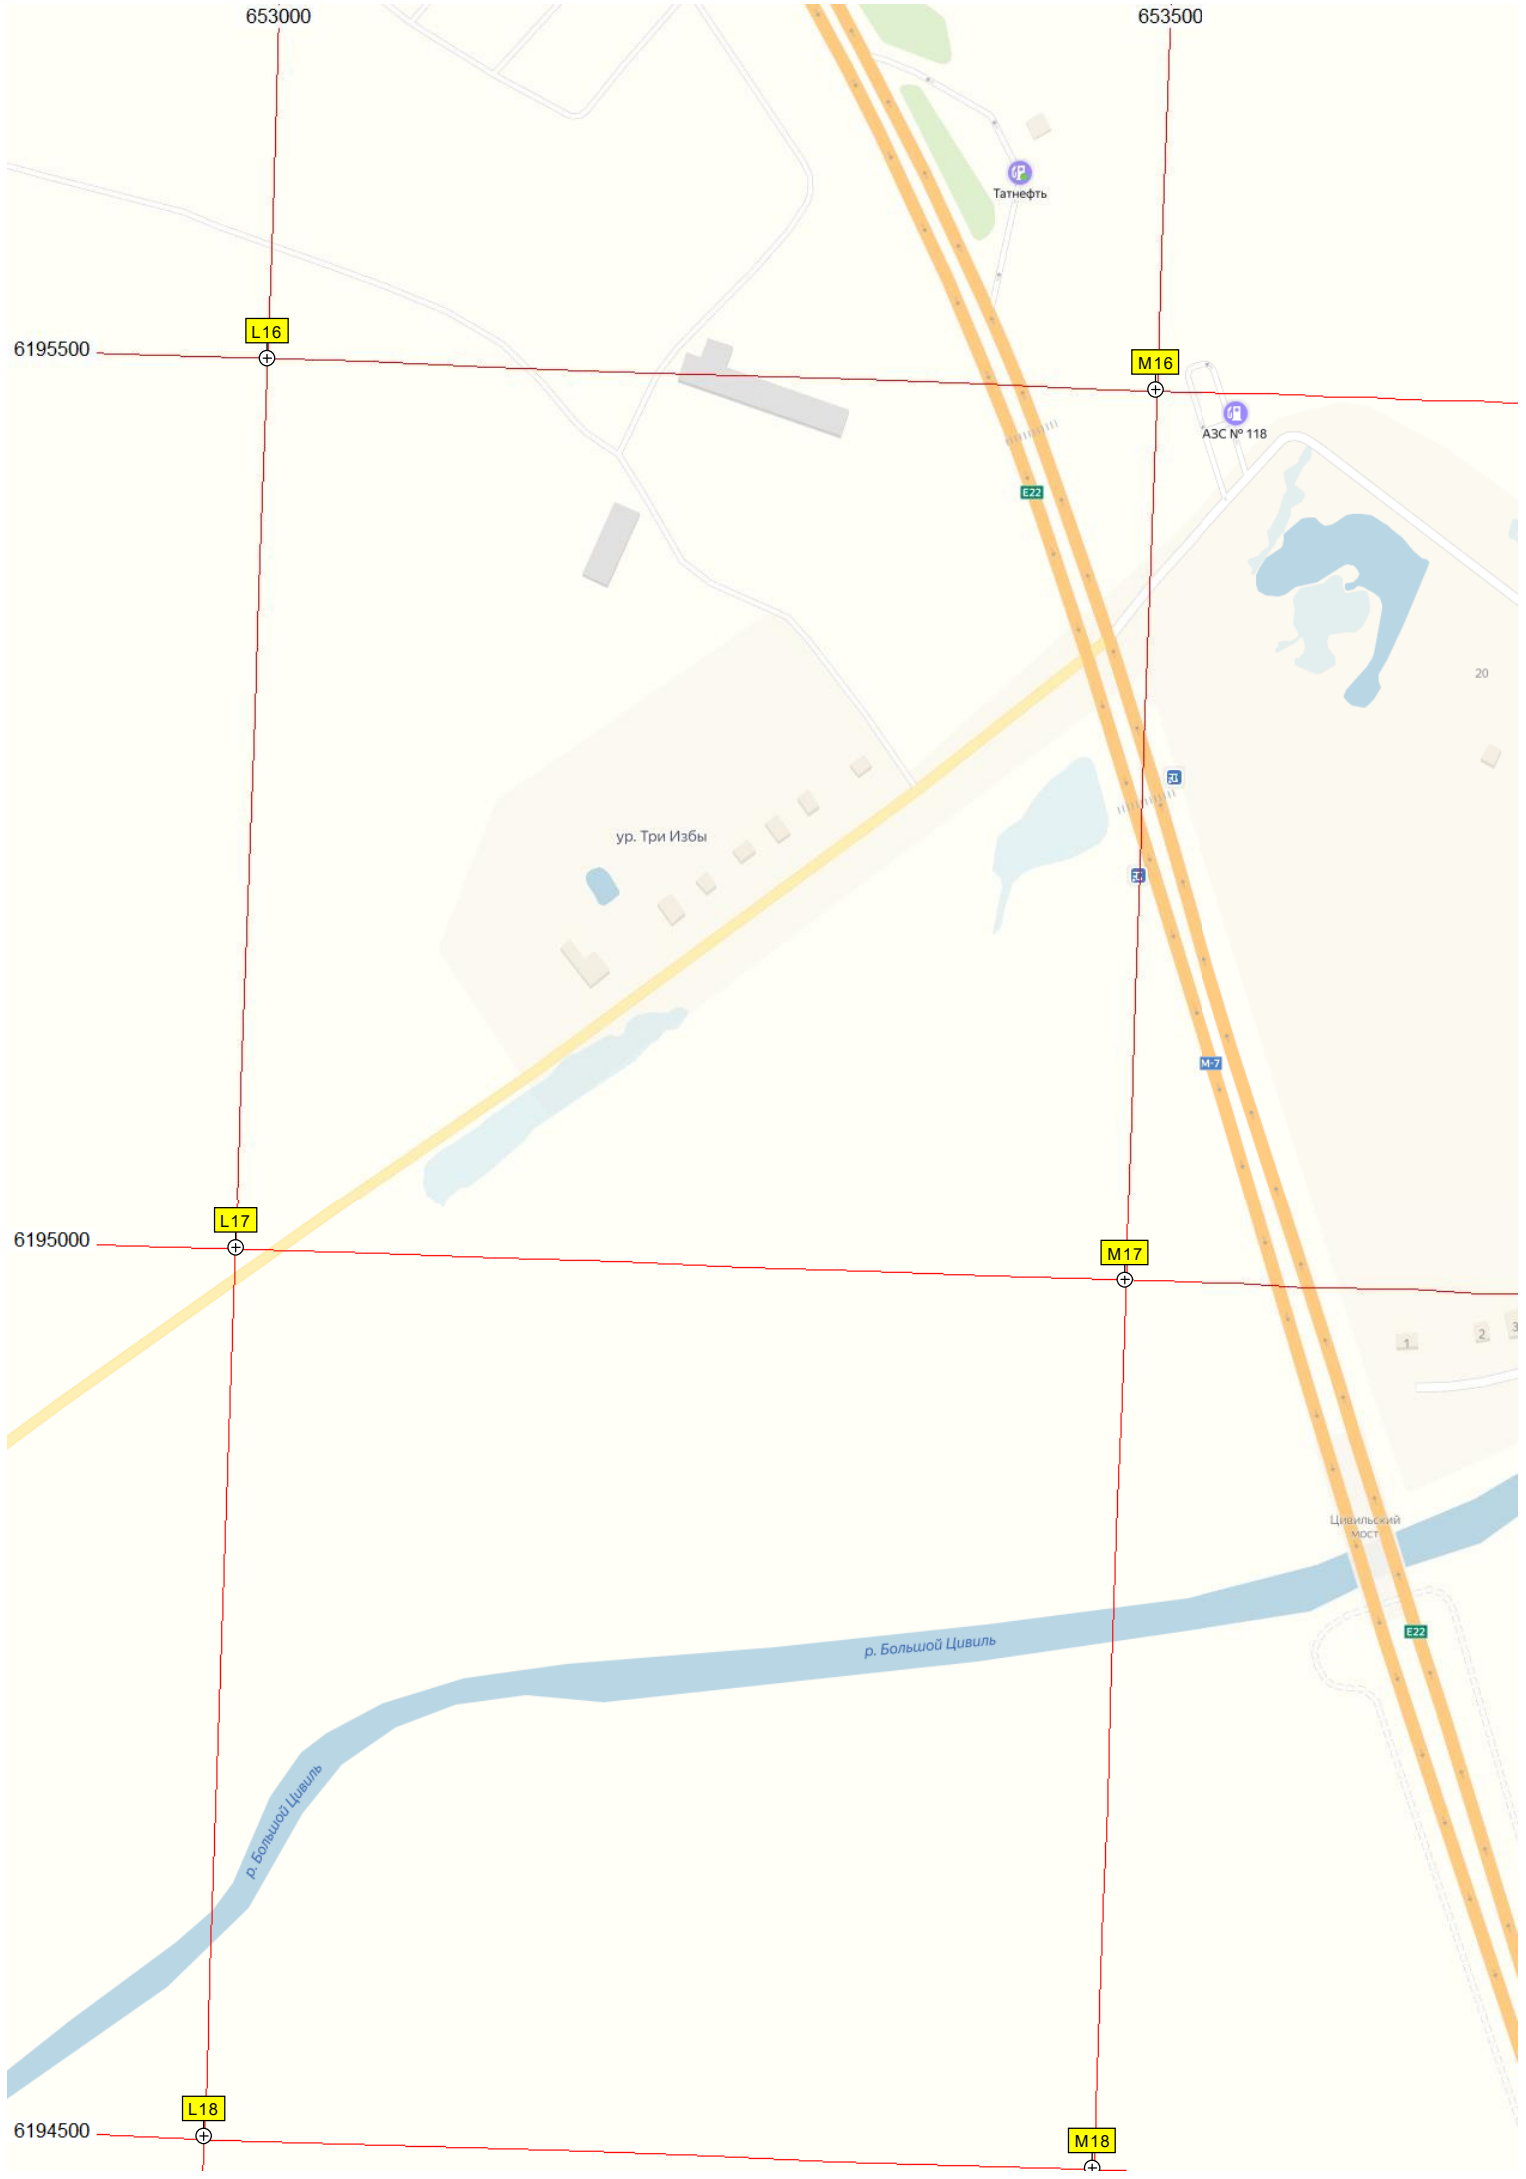 653000
653500
Татнефть
L16
6195500
M16
АЗС № 118
E22
20
ур. Три Избы
М-7
L17
6195000
M17
1
2
3
Цивильский
мост
E22
р. Большой Цивиль
р. Большой Цивиль
L18
6194500
M18